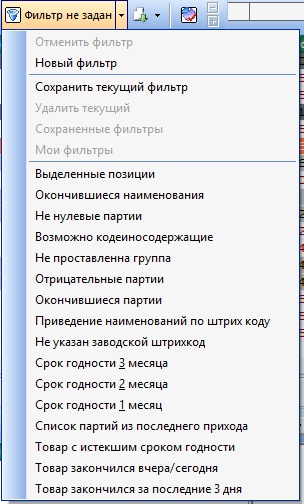 Фильтр не задан
Отменить фильтр
Новый фильтр
Сохранить текущий фильтр
Удалить текущий
Сохраненные фильтры
Мои фильтры
Выделенные позиции
Окончившиеся наименования
Не нулевые партии
Возможно кодеиносодержащие
Не проставленна группа
Отрицательные партии
Окончившиеся партии
Приведение наименований по штрих коду
Не указан заводской штрихкод
Срок годности 3 месяца
Срок годности 2 месяца
Срок годности 1 месяц
Список партий из последнего прихода
Товар с истекшим сроком годности
Товар закончился вчера/сегодня
Товар закончился за последние 3 дня